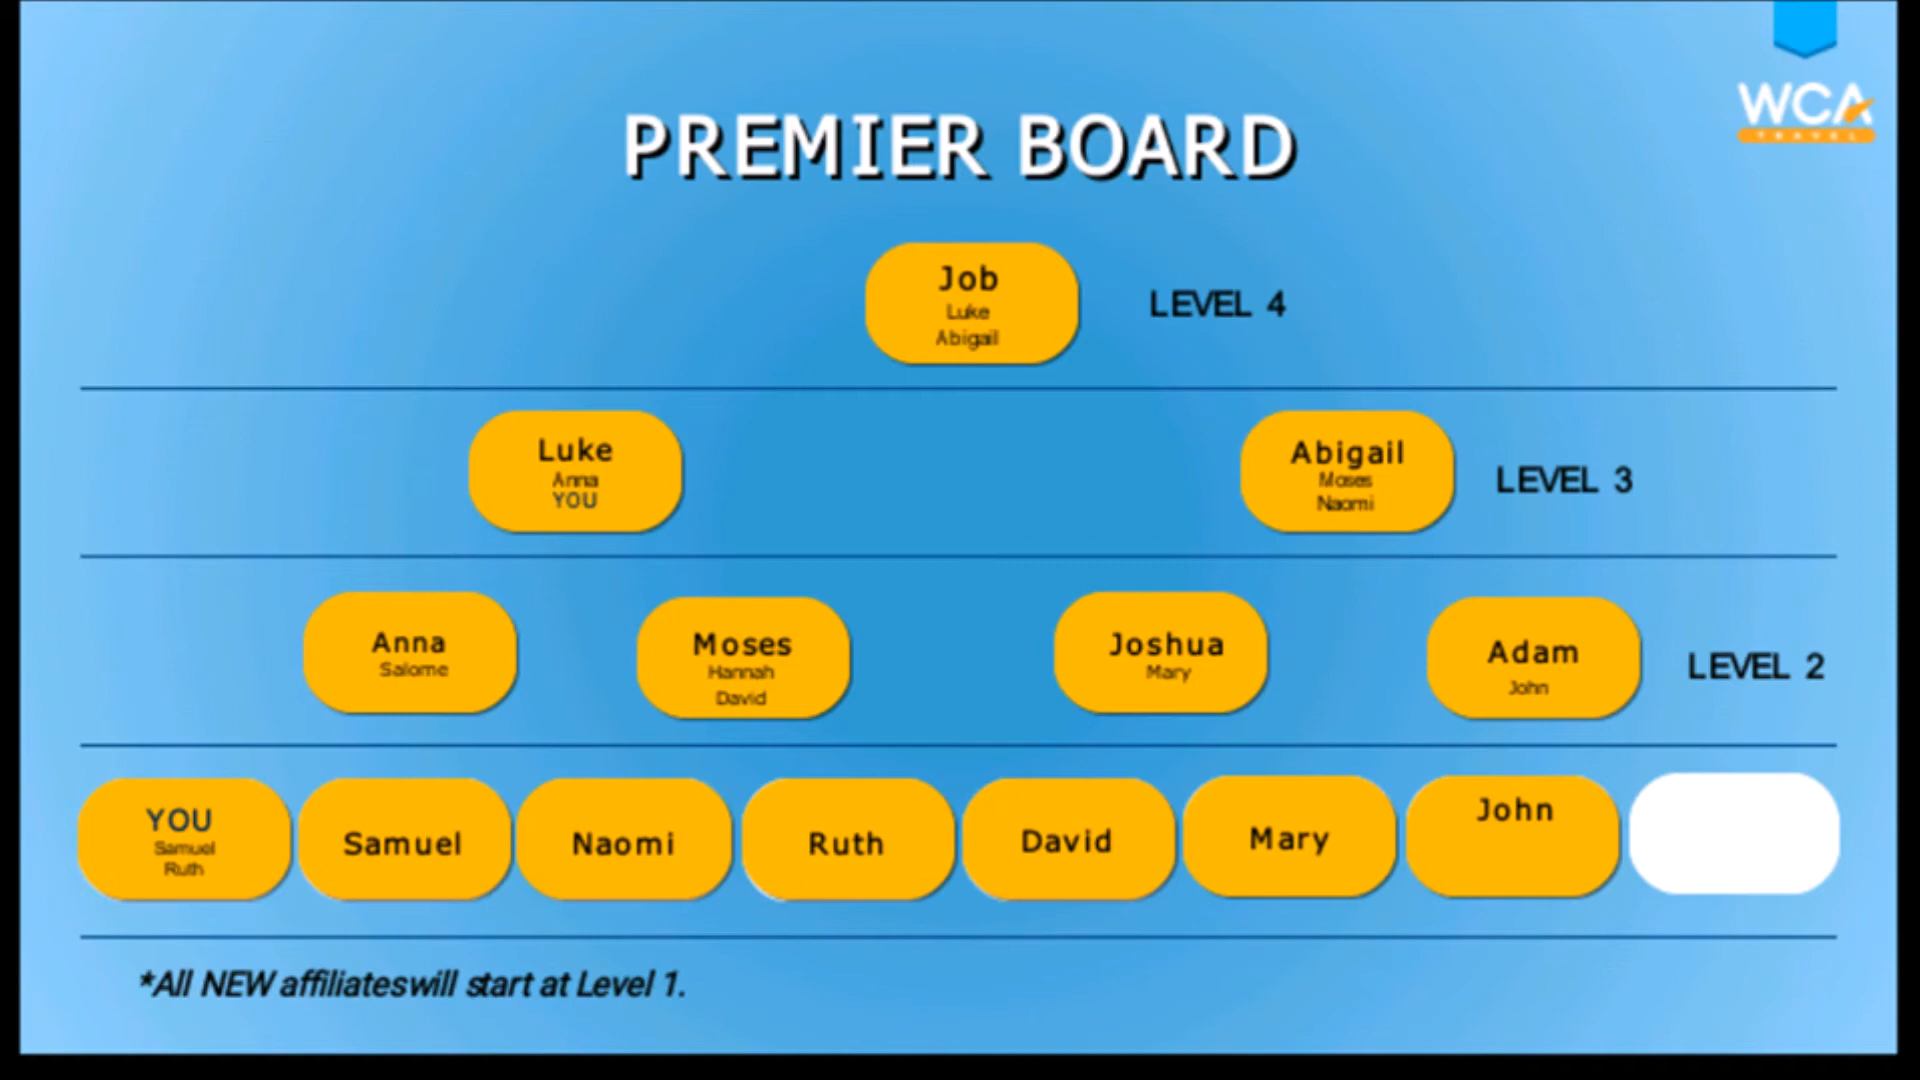 WCA
TRAVEL
PREMIER BOARD
Job
Luke
Abigail
LEVEL 4
Luke
Anna
YOU
Abigail
Moses
Naomi
LEVEL 3
Anna
Salome
Moses
Hannah
David
Joshua
Mary
Adam
John
LEVEL 2
YOU
Samuel
Ruth
Samuel
Naomi
Ruth
David
Mary
John
*All NEW affiliates will start at Level 1.